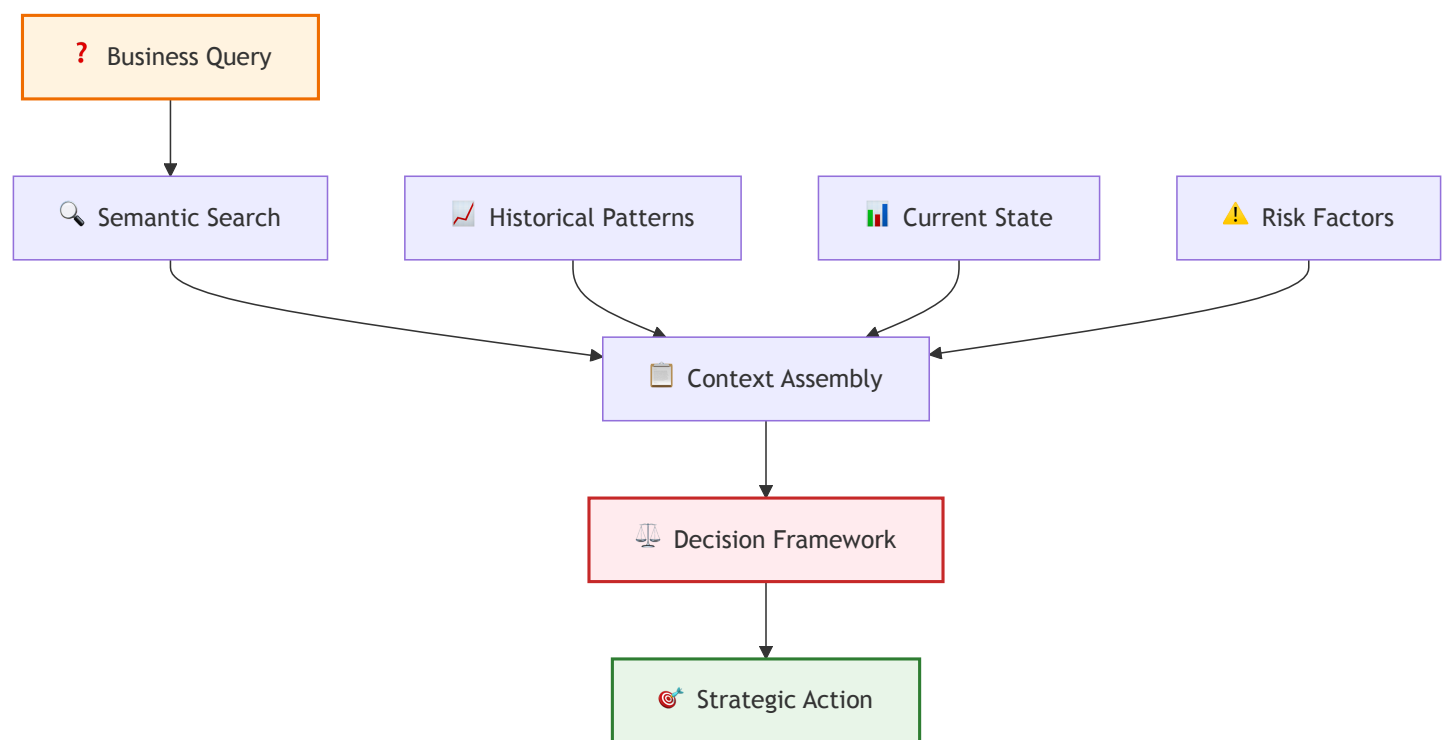 ❓ Business Query
🔍 Semantic Search
📈 Historical Patterns
📊 Current State
⚠️ Risk Factors
📋 Context Assembly
⚖️ Decision Framework
🎯 Strategic Action